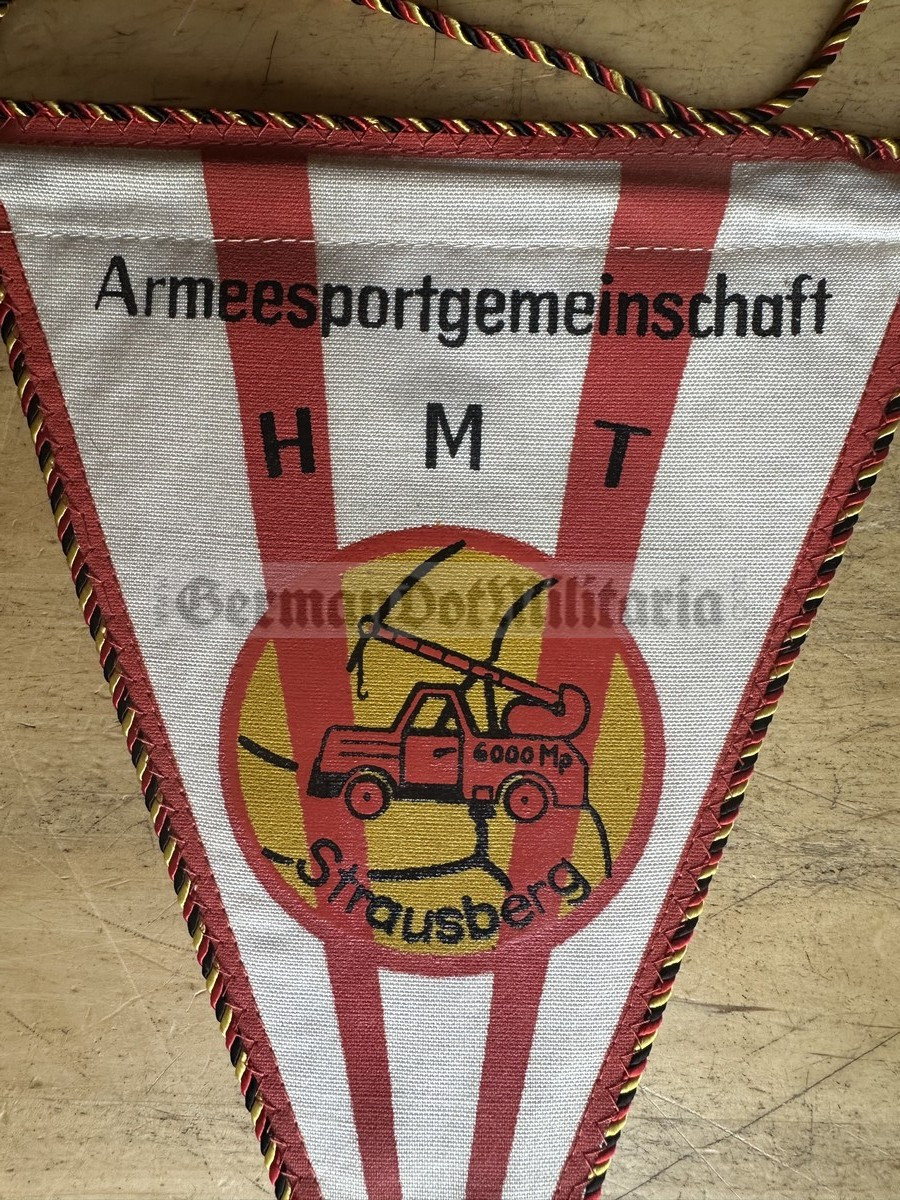 Armeesportgemeinschaft
H M T
GermanDotMilitaria
6000 Mp
Strausberg